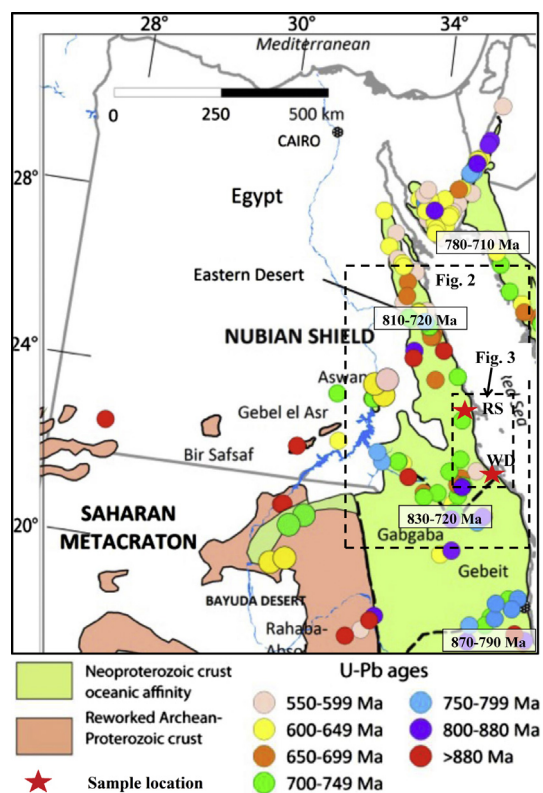 28° 30° 34°
Mediterranean
0 250 500 km
CAIRO
28°
Egypt
780-710 Ma
Eastern Desert
Fig. 2
810-720 Ma
NUBIAN SHIELD
24°
Fig. 3
Aswan
Sea
Gebel el Asr
RS
Bir Safsaf
WD
20°
SAHARAN
METACRATON
830-720 Ma
Gabgaba
Gebeit
BAYUDA DESERT
Rahaba-
870-790 Ma
Neoproterozoic crust
oceanic affinity
Reworked Archean-
Proterozoic crust
Sample location
U-Pb ages
550-599 Ma
600-649 Ma
650-699 Ma
700-749 Ma
750-799 Ma
800-880 Ma
>880 Ma